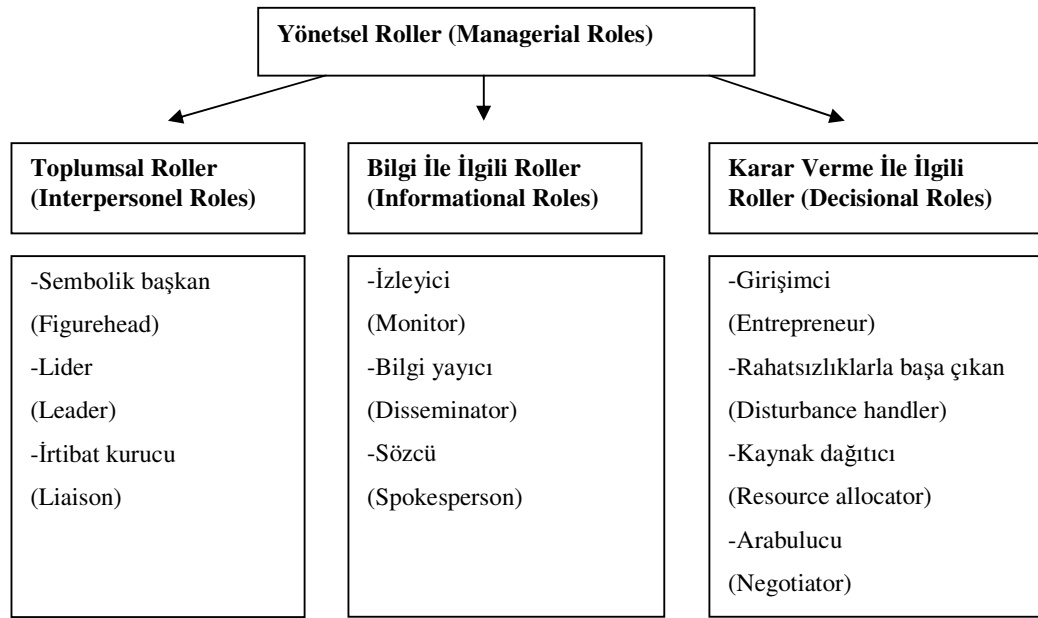 Yönetsel Roller (Managerial Roles)
Toplumsal Roller
(Interpersonel Roles)
-Sembolik başkan
(Figurehead)
-Lider
(Leader)
-İrtibat kurucu
(Liaison)
Bilgi İle İlgili Roller
(Informational Roles)
-İzleyici
(Monitor)
-Bilgi yayıcı
(Disseminator)
-Sözcü
(Spokesperson)
Karar Verme İle İlgili
Roller (Decisional Roles)
-Girişimci
(Entrepreneur)
-Rahatsızlıklarla başa çıkan
(Disturbance handler)
-Kaynak dağıtıcı
(Resource allocator)
-Arabulucu
(Negotiator)